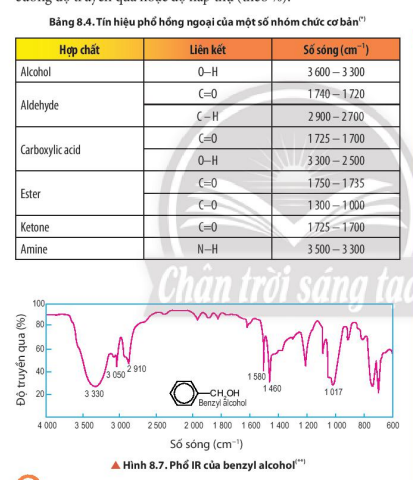 Bảng 8.4. Tín hiệu phổ hồng ngoại của một số nhóm chức cơ bản(*)
Hợp chất Liên kết Số sóng (cm⁻¹)
Alcohol O–H 3 600 – 3 300
Aldehyde C=O 1 740 – 1 720
C – H 2 900 – 2 700
Carboxylic acid C=O 1 725 – 1 700
O–H 3 300 – 2 500
Ester C=O 1 750 – 1 735
C–O 1 300 – 1 000
Ketone C=O 1 725 – 1 700
Amine N–H 3 500 – 3 300
Chân trời sáng tạo
Độ truyền qua (%)
100
80
60
40
20
3 330
3 050
2 910
1 580
1 460
1 017
CH₂OH
Benzyl alcohol
4 000 3 500 3 000 2 500 2 000 1 800 1 600 1 400 1 200 1 000 800 600
Số sóng (cm⁻¹)
▲ Hình 8.7. Phổ IR của benzyl alcohol(**)